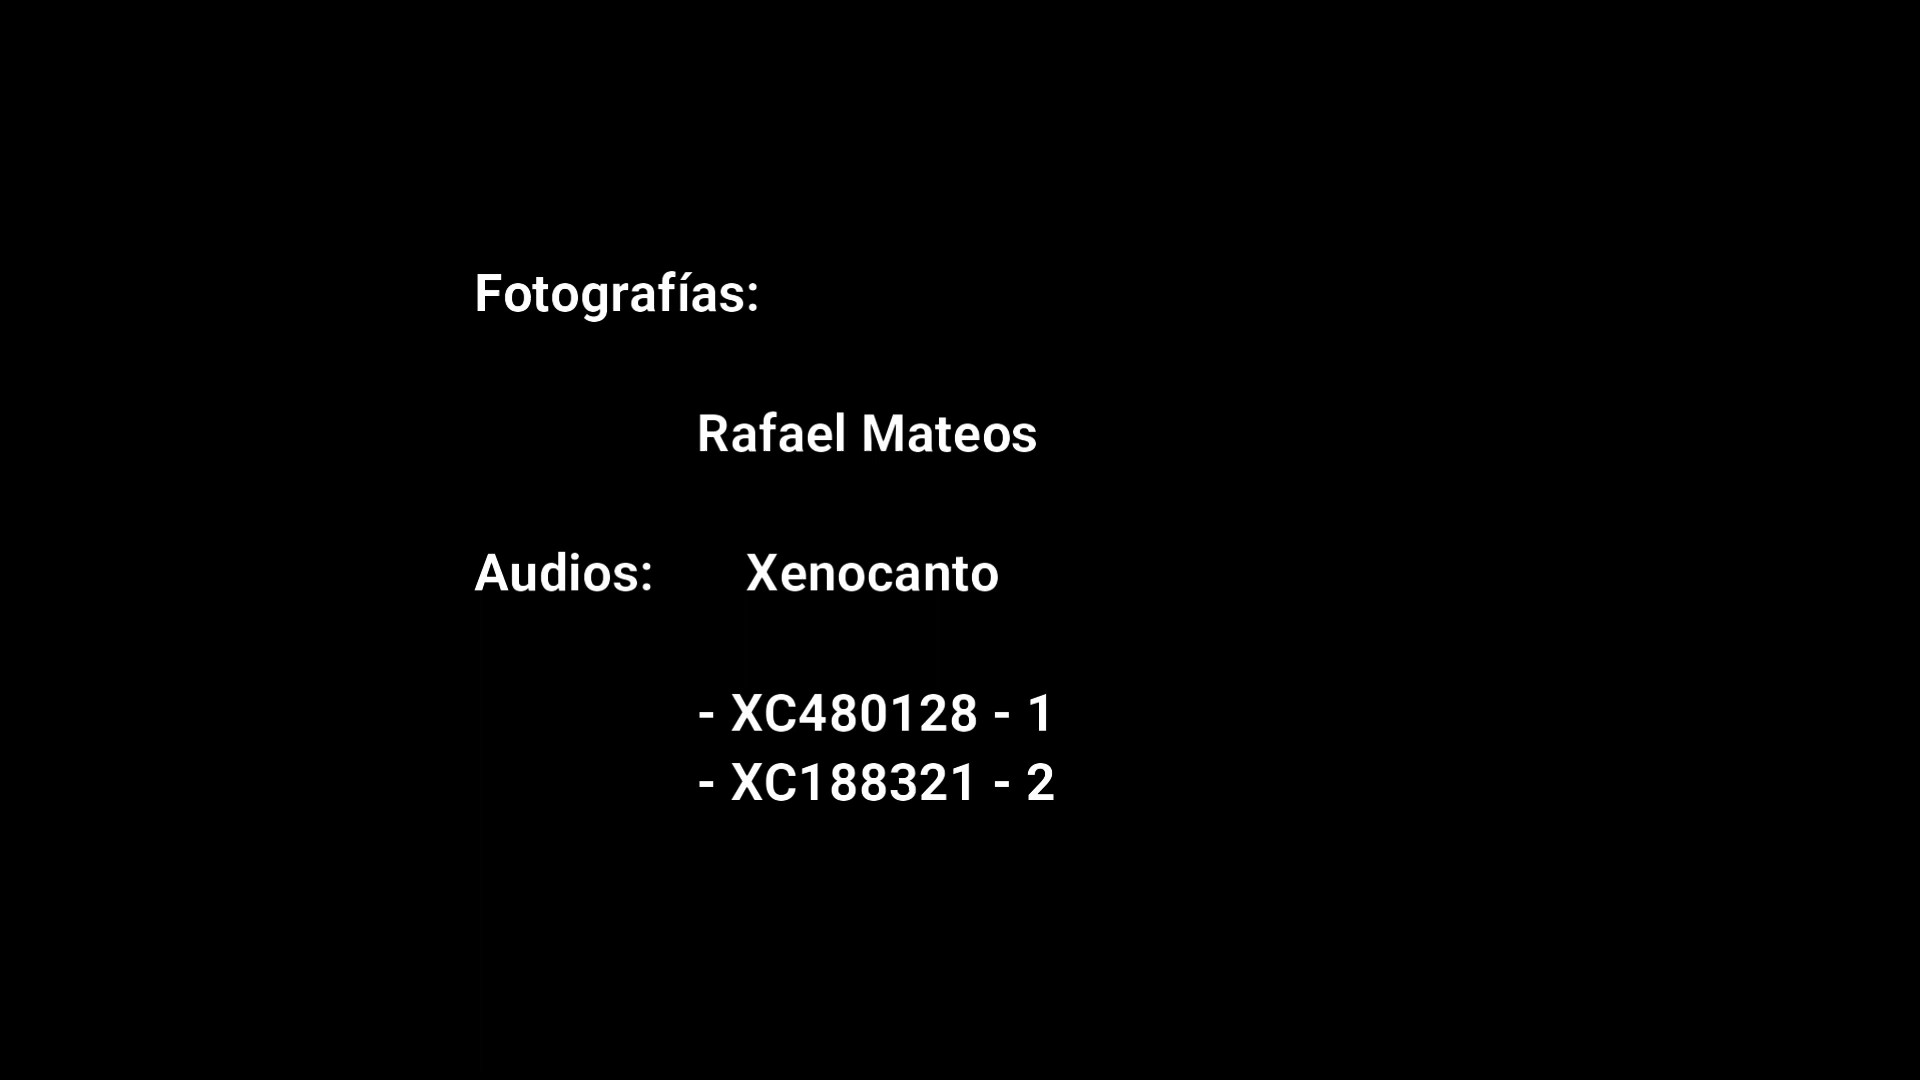 Fotografías:
Rafael Mateos
Audios: Xenocanto
- XC480128 - 1
- XC188321 - 2